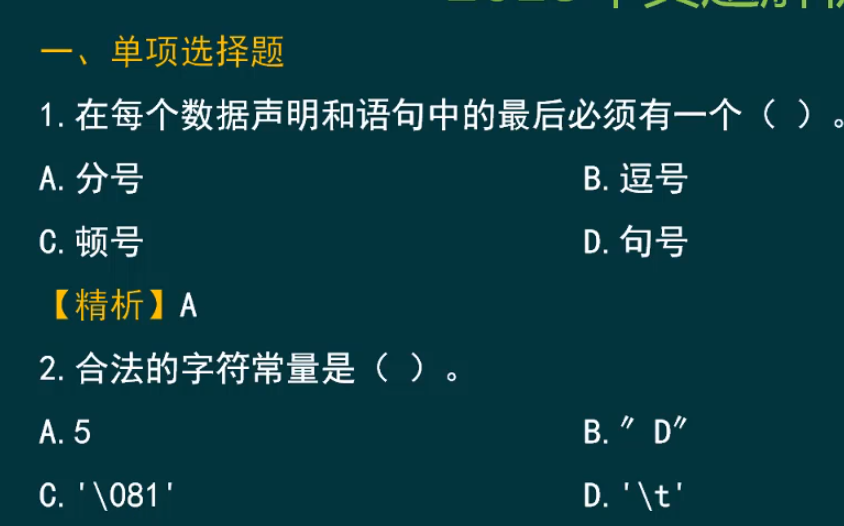 一、单项选择题
1.在每个数据声明和语句中的最后必须有一个（ ）。
A.分号 B.逗号
C.顿号 D.句号
【精析】A
2.合法的字符常量是（ ）。
A.5 B.″ D″
C.'\081' D.'\t'